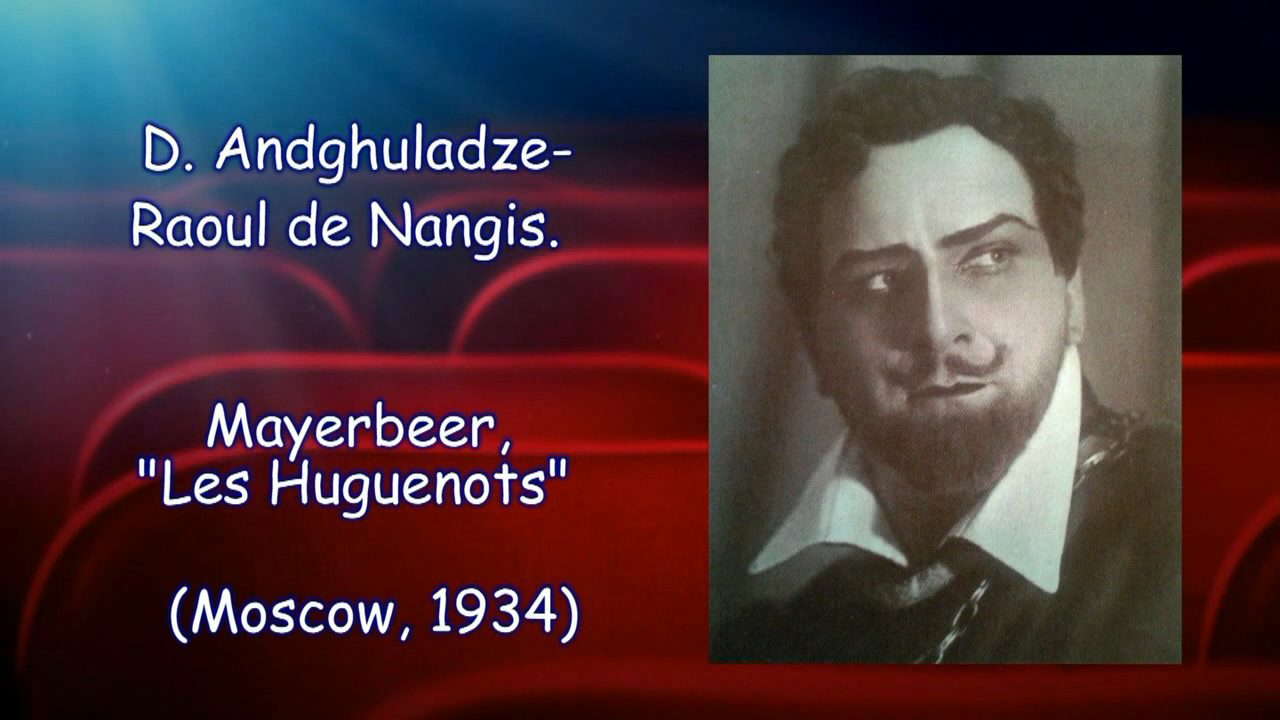 D. Andghuladze-
Raoul de Nangis.
Mayerbeer,
"Les Huguenots"
(Moscow, 1934)